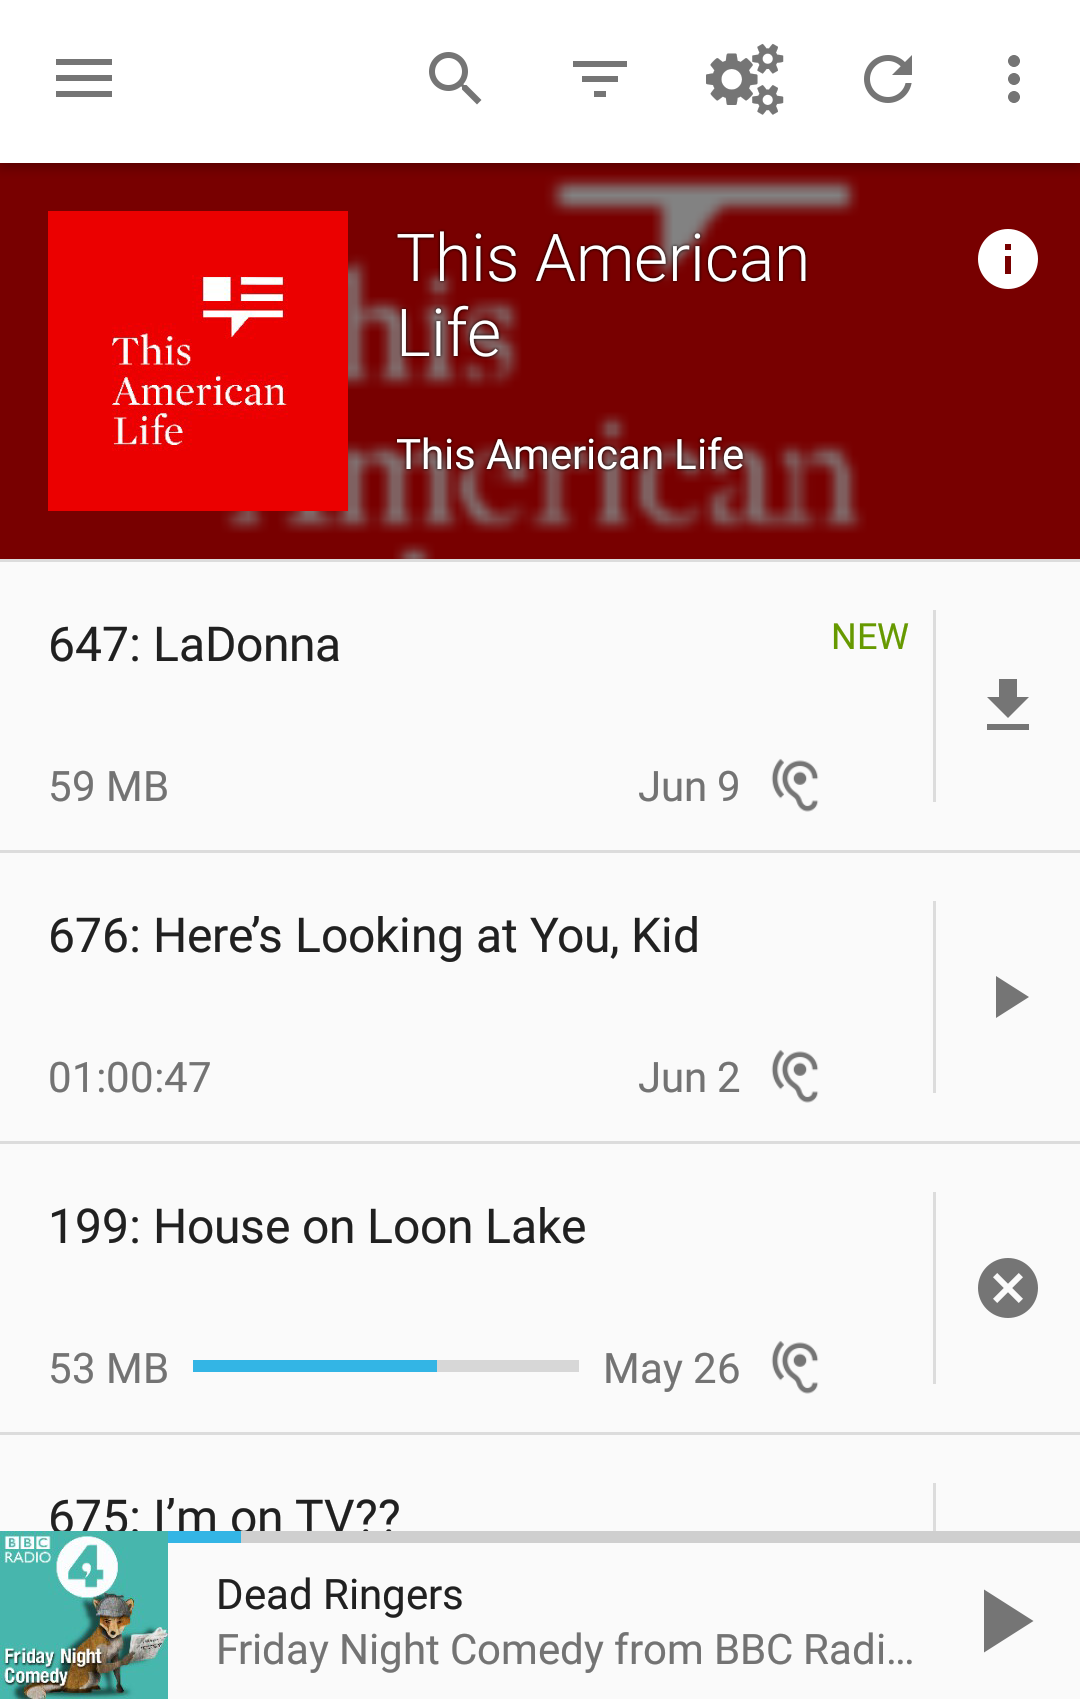 This
American
Life
This American
Life
This American Life
647: LaDonna
NEW
59 MB
Jun 9
676: Here’s Looking at You, Kid
01:00:47
Jun 2
199: House on Loon Lake
53 MB
May 26
675: I’m on TV??
BBC
RADIO
4
Friday Night
Comedy
Dead Ringers
Friday Night Comedy from BBC Radi...